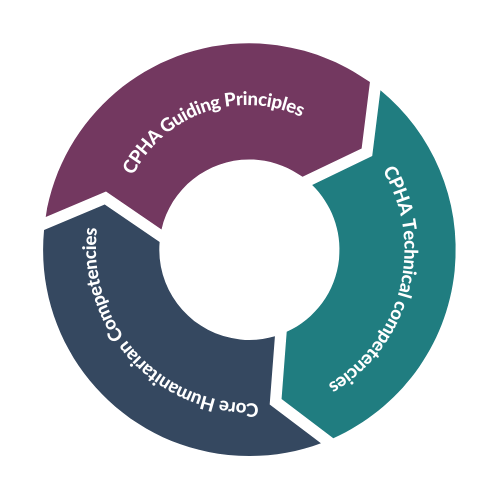 CPHA Guiding Principles
CPHA Technical competencies
Core Humanitarian Competencies